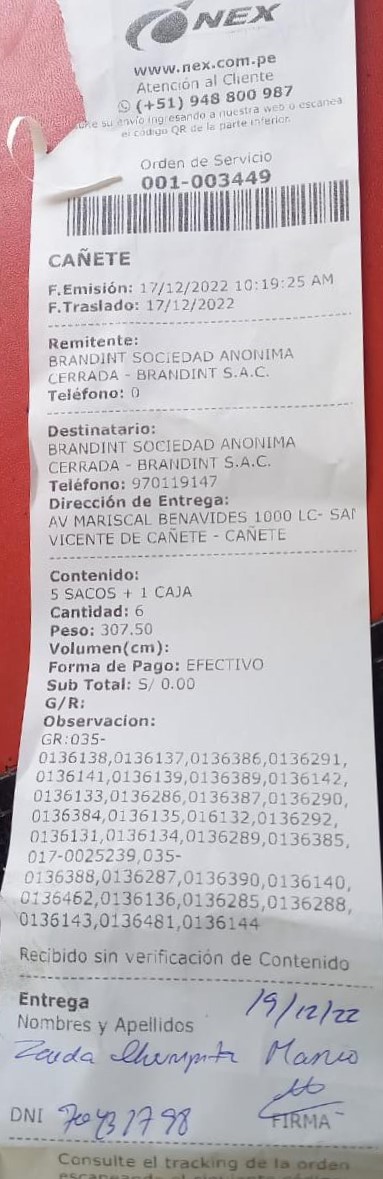 NEX
www.nex.com.pe
Atención al Cliente
(+51) 948 800 987
su envío ingresando a nuestra web o escanea
el código QR de la parte inferior
Orden de Servicio
001-003449
CAÑETE
F.Emisión: 17/12/2022 10:19:25 AM
F.Traslado: 17/12/2022
Remitente:
BRANDINT SOCIEDAD ANONIMA
CERRADA - BRANDINT S.A.C.
Teléfono: 0
Destinatario:
BRANDINT SOCIEDAD ANONIMA
CERRADA - BRANDINT S.A.C.
Teléfono: 970119147
Dirección de Entrega:
AV MARISCAL BENAVIDES 1000 LC- SAN
VICENTE DE CAÑETE - CAÑETE
Contenido:
5 SACOS + 1 CAJA
Cantidad: 6
Peso: 307.50
Volumen(cm):
Forma de Pago: EFECTIVO
Sub Total: S/ 0.00
G/R:
Observacion:
GR:035-
0136138,0136137,0136386,0136291,
0136141,0136139,0136389,0136142,
0136133,0136286,0136387,0136290,
0136384,0136135,016132,0136292,
0136131,0136134,0136289,0136385,
017-0025239,035-
0136388,0136287,0136390,0136140,
0136462,0136136,0136285,0136288,
0136143,0136481,0136144
Recibido sin verificación de Contenido
Entrega 19/12/22
Nombres y Apellidos
DNI
FIRMA
Consulte el tracking de la orden